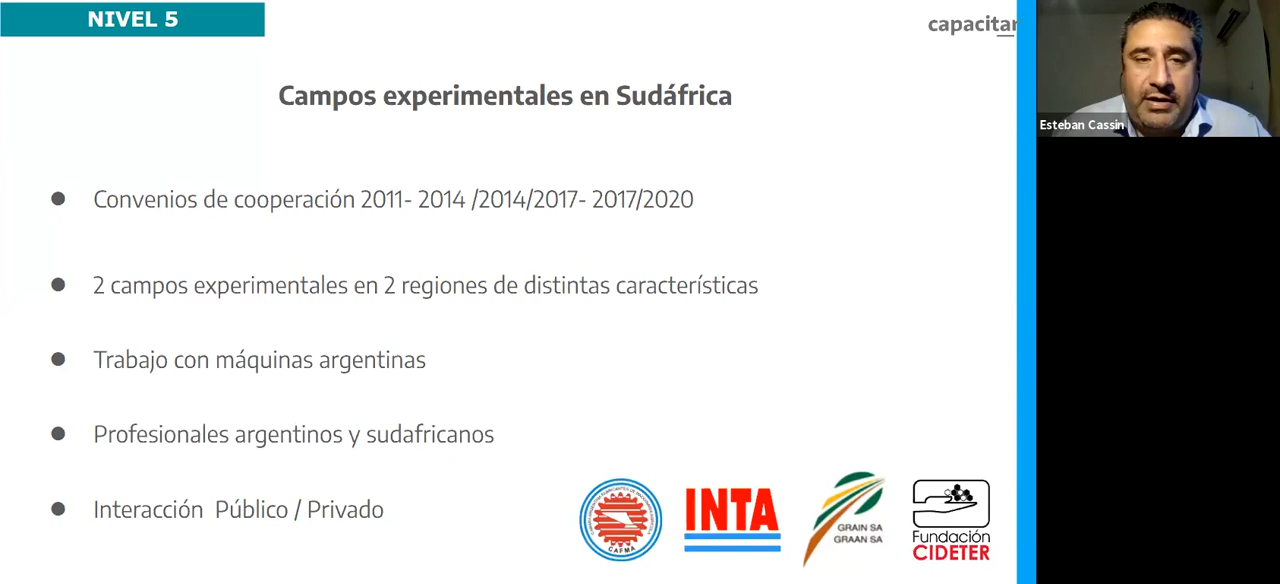 NIVEL 5
capacitar
Esteban Cassin
Campos experimentales en Sudáfrica
● Convenios de cooperación 2011- 2014 /2014/2017- 2017/2020
● 2 campos experimentales en 2 regiones de distintas características
● Trabajo con máquinas argentinas
● Profesionales argentinos y sudafricanos
● Interacción Público / Privado
CAFMA
INTA
GRAIN SA
GRAAN SA
Fundación
CIDETER